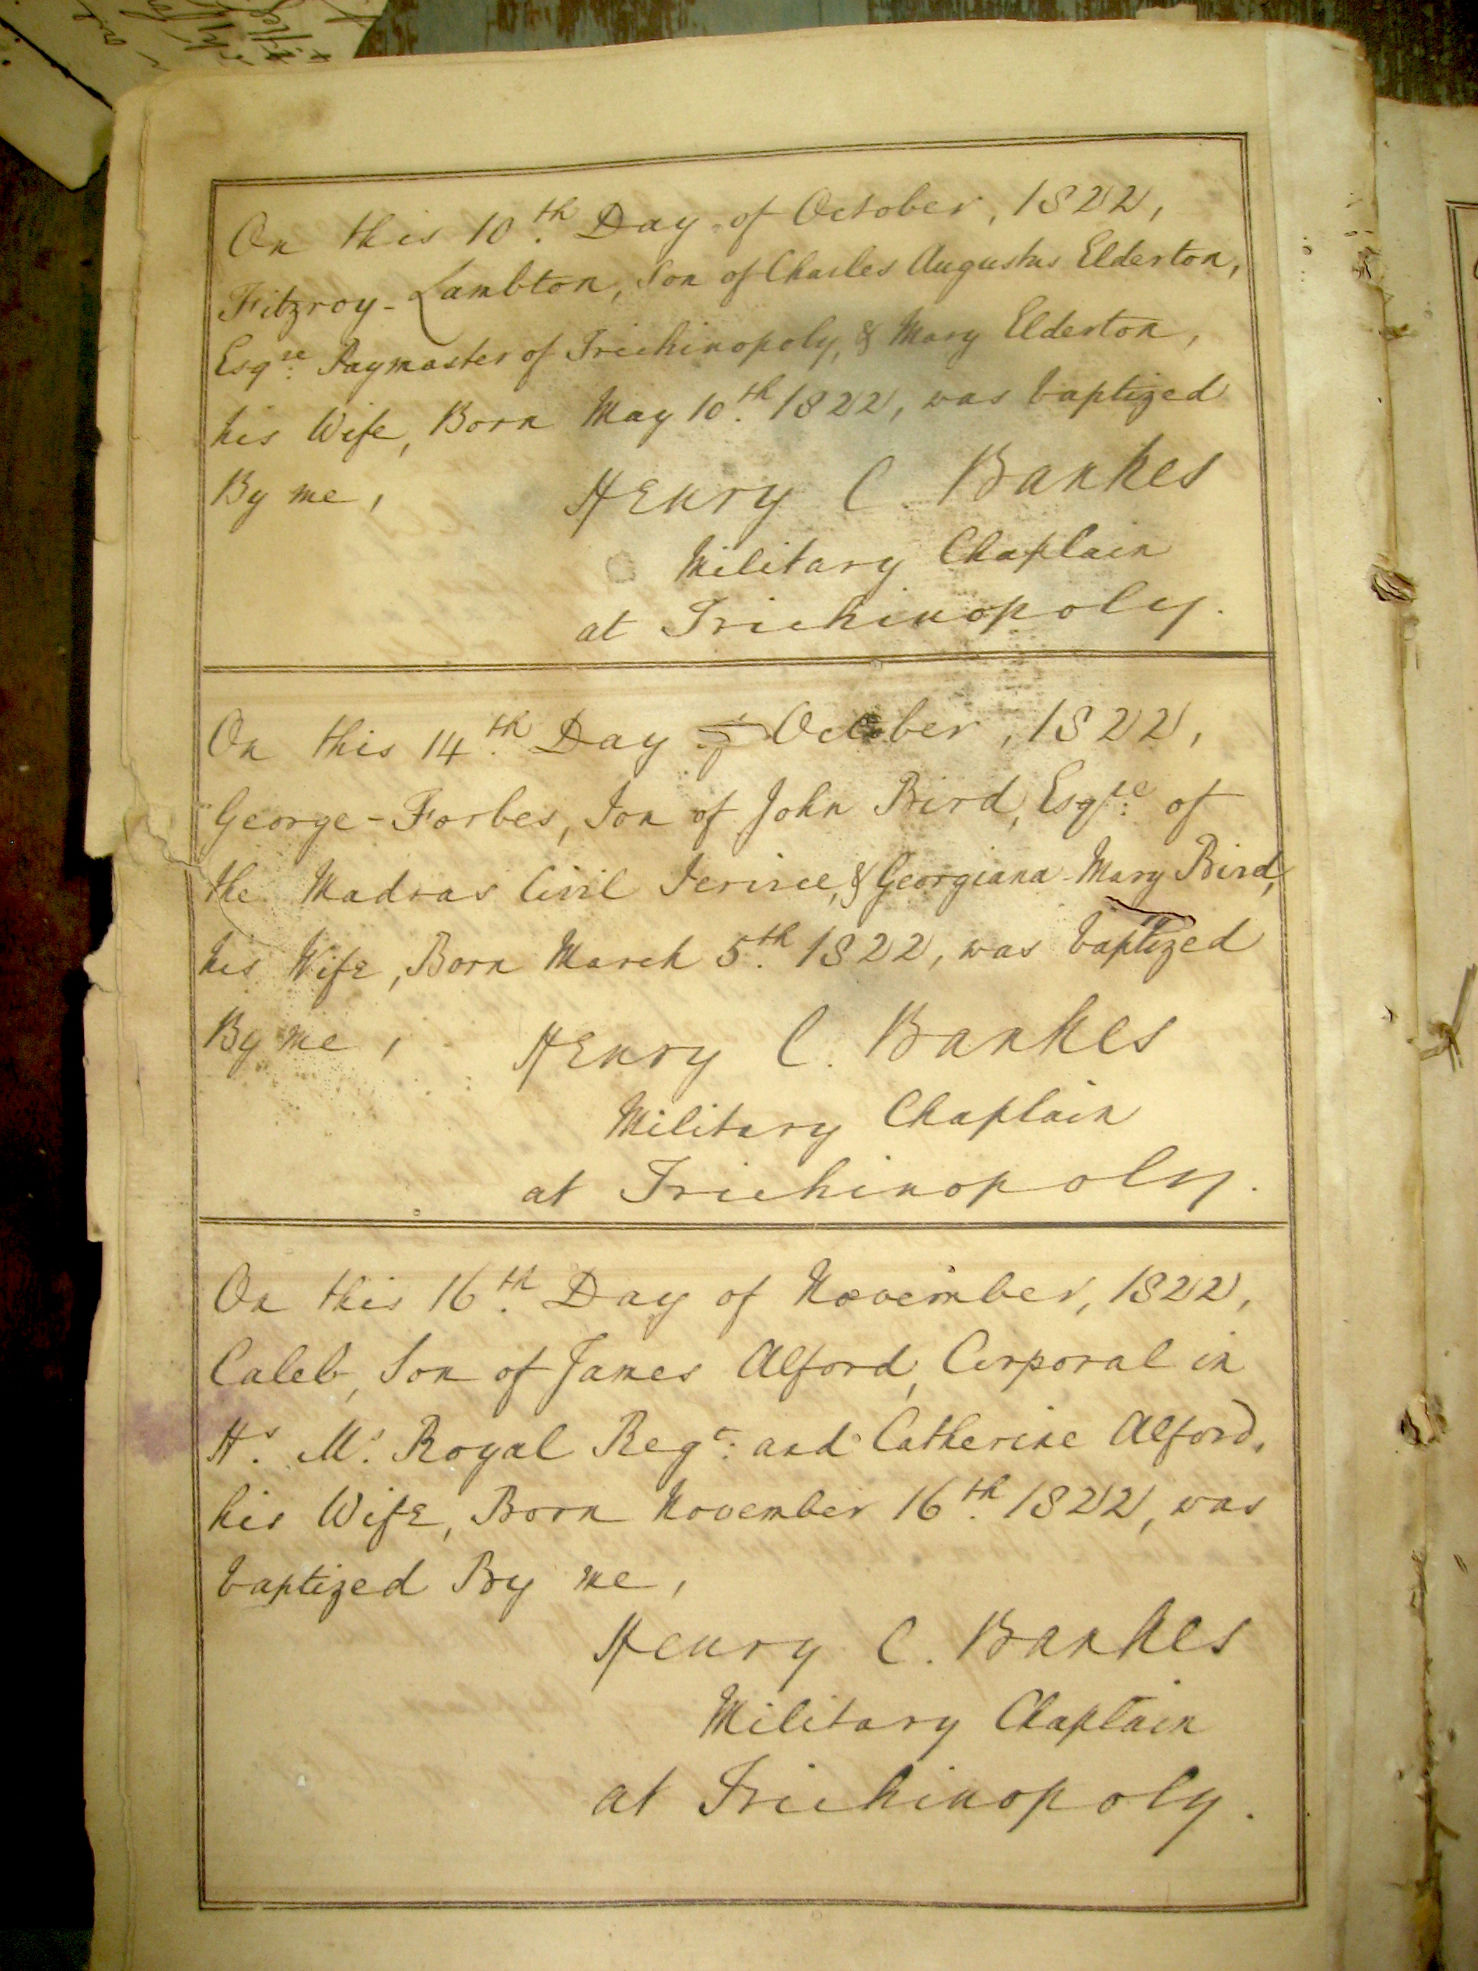 On this 10th. Day of October, 1822,
Fitzroy-Lambton, Son of Charles Augustus Elderton,
Esqre. Paymaster of Trichinopoly, & Mary Elderton,
his Wife, Born May 10th. 1822, was baptized
By me, Henry C. Bankes
Military Chaplain
at Trichinopoly.
On this 14th. Day of October, 1822,
George-Forbes, Son of John Bird, Esqre. of
the Madras Civil Service, & Georgiana-Mary Bird,
his Wife, Born March 5th. 1822, was baptized
By me, Henry C. Bankes
Military Chaplain
at Trichinopoly.
On this 16th. Day of November, 1822,
Caleb, Son of James Alford, Corporal in
Hs. Ms. Royal Regt: and Catherine Alford,
his Wife, Born November 16th. 1822, was
baptized By me,
Henry C. Bankes
Military Chaplain
at Trichinopoly.